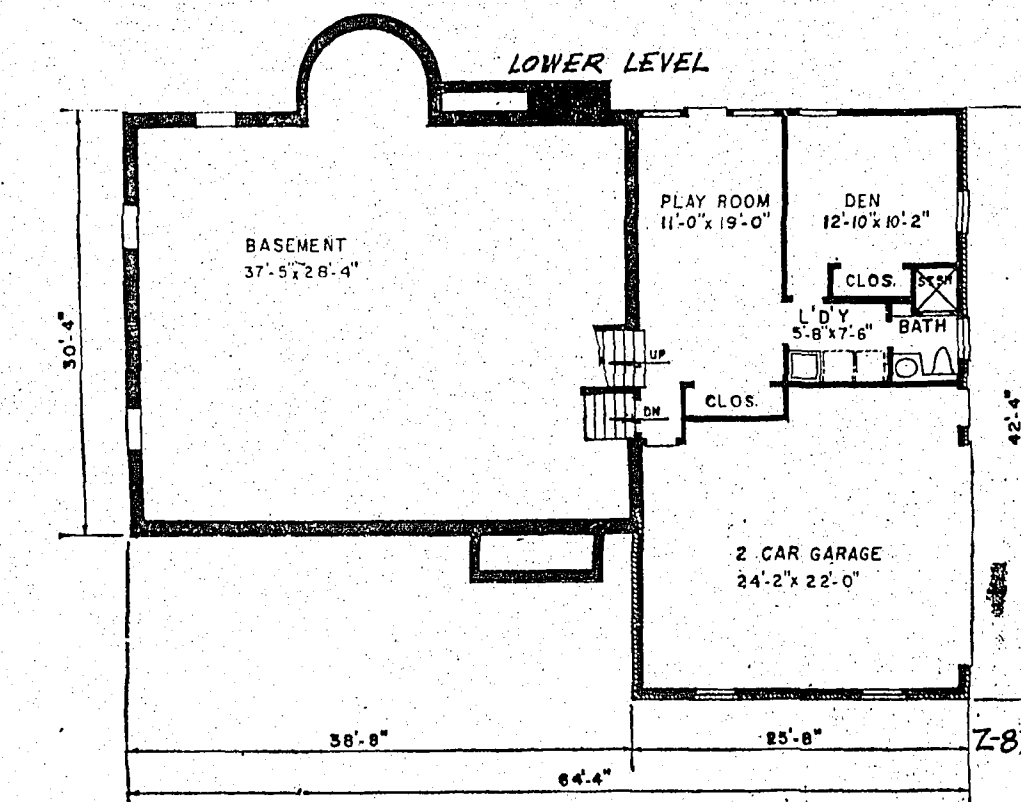 LOWER LEVEL
PLAY ROOM
11'-0" x 19'-0"
DEN
12'-10" x 10'-2"
BASEMENT
37'-5" x 28'-4"
CLOS.
L'D'Y
5'-8" x 7'-6"
BATH
30'-4"
UP
CLOS.
DN
42'-4"
2 CAR GARAGE
24'-2" x 22'-0"
38'-8"
25'-8"
Z-8
64'-4"